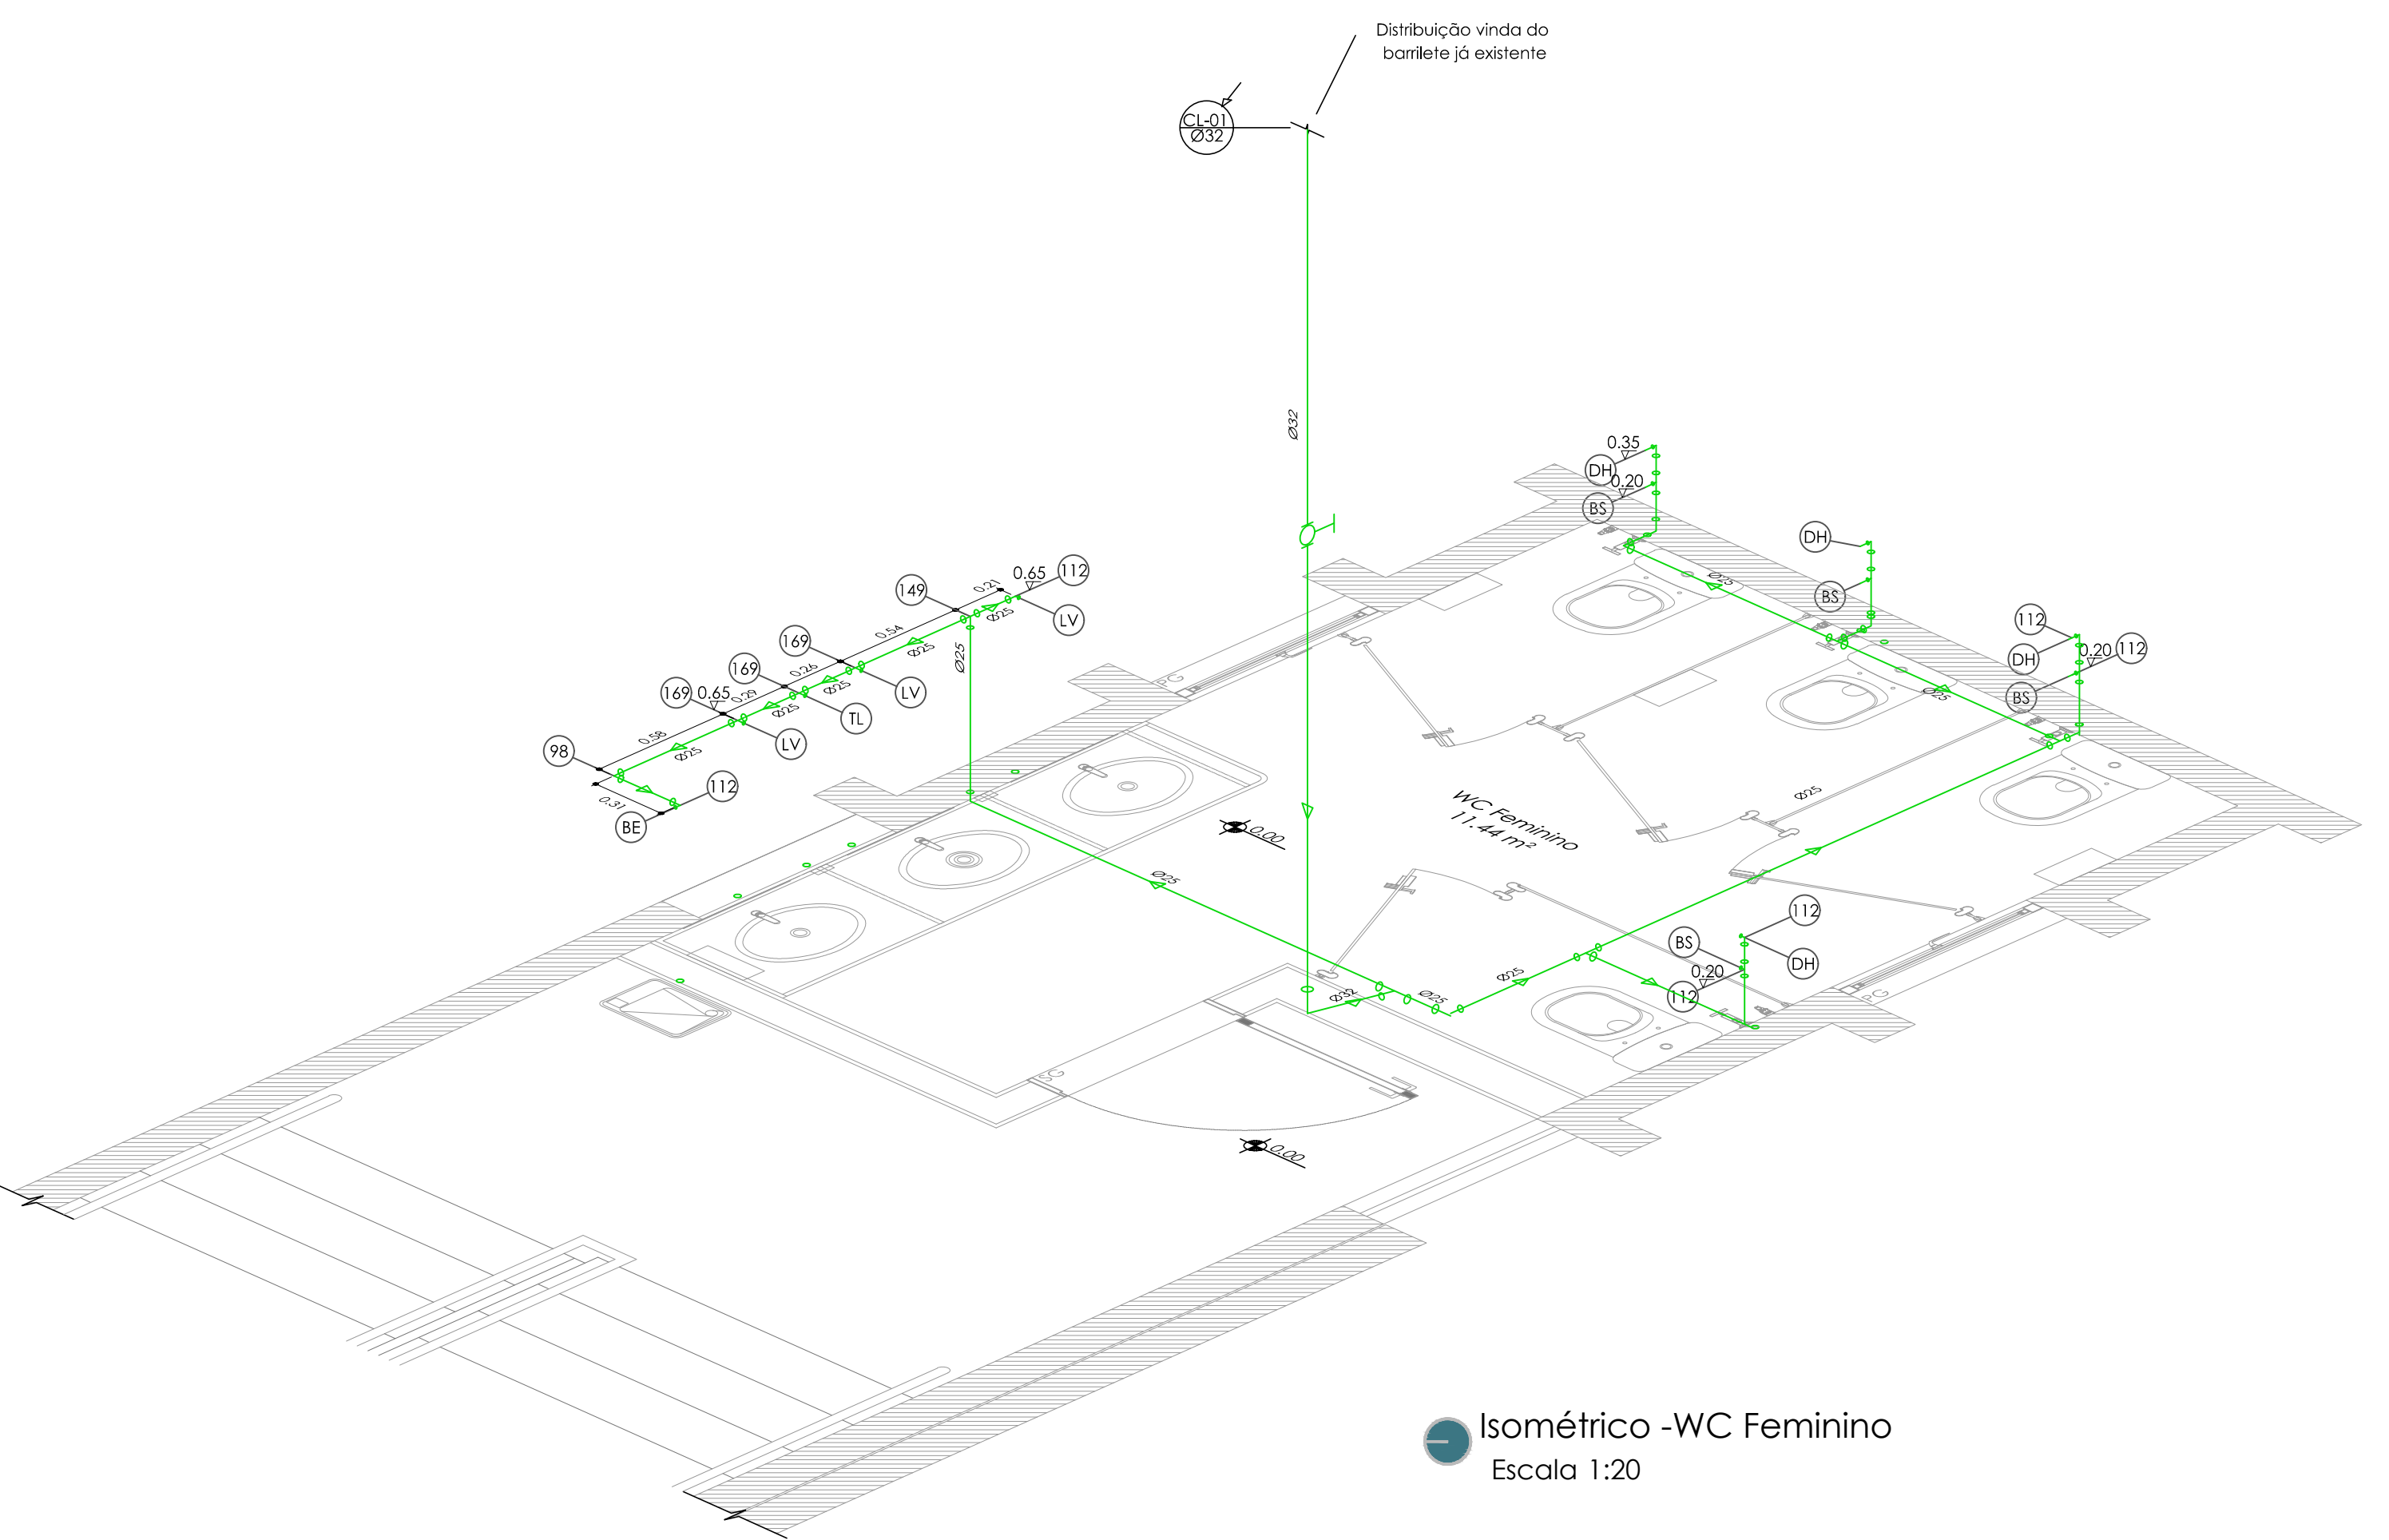 Distribuição vinda do
barrilete já existente
CL-01
Ø32
Ø32
0.35
DH
0.20
BS
DH
BS
112
DH
0.20
112
BS
Ø25
Ø25
Ø25
0.21
0.65
112
149
LV
Ø25
0.54
Ø25
Ø25
169
0.26
169
Ø25
LV
169
0.65
0.29
Ø25
TL
0.58
LV
98
Ø25
112
0.31
BE
PG
WC Feminino
11.44 m²
0.00
Ø25
112
BS
DH
0.20
112
Ø25
Ø25
Ø32
PG
SG
0.00
Isométrico -WC Feminino
Escala 1:20